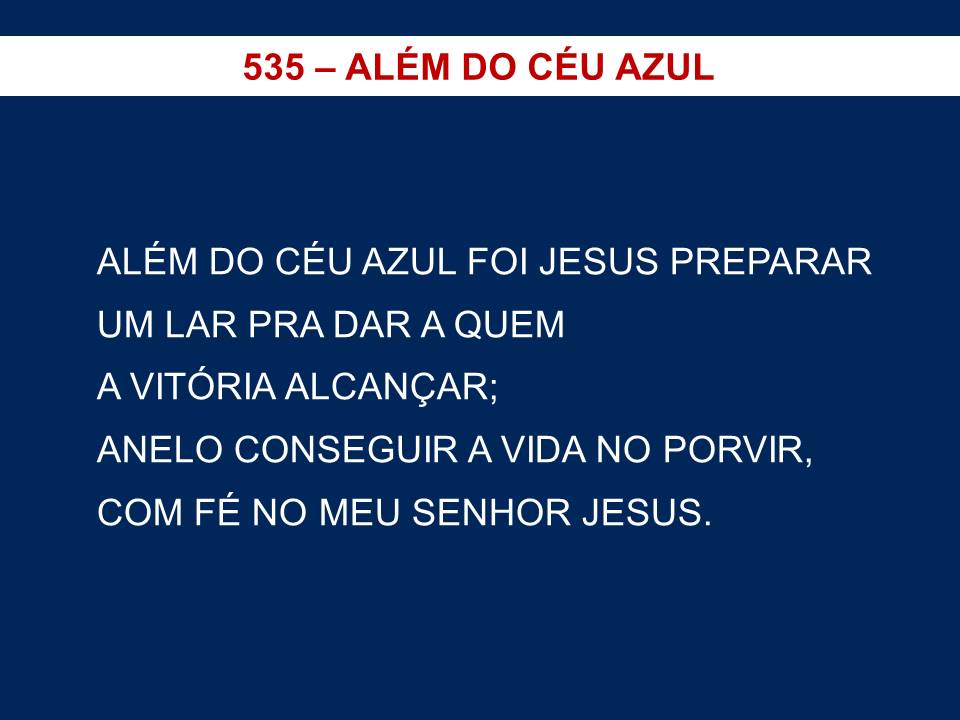 535 – ALÉM DO CÉU AZUL
ALÉM DO CÉU AZUL FOI JESUS PREPARAR
UM LAR PRA DAR A QUEM
A VITÓRIA ALCANÇAR;
ANELO CONSEGUIR A VIDA NO PORVIR,
COM FÉ NO MEU SENHOR JESUS.